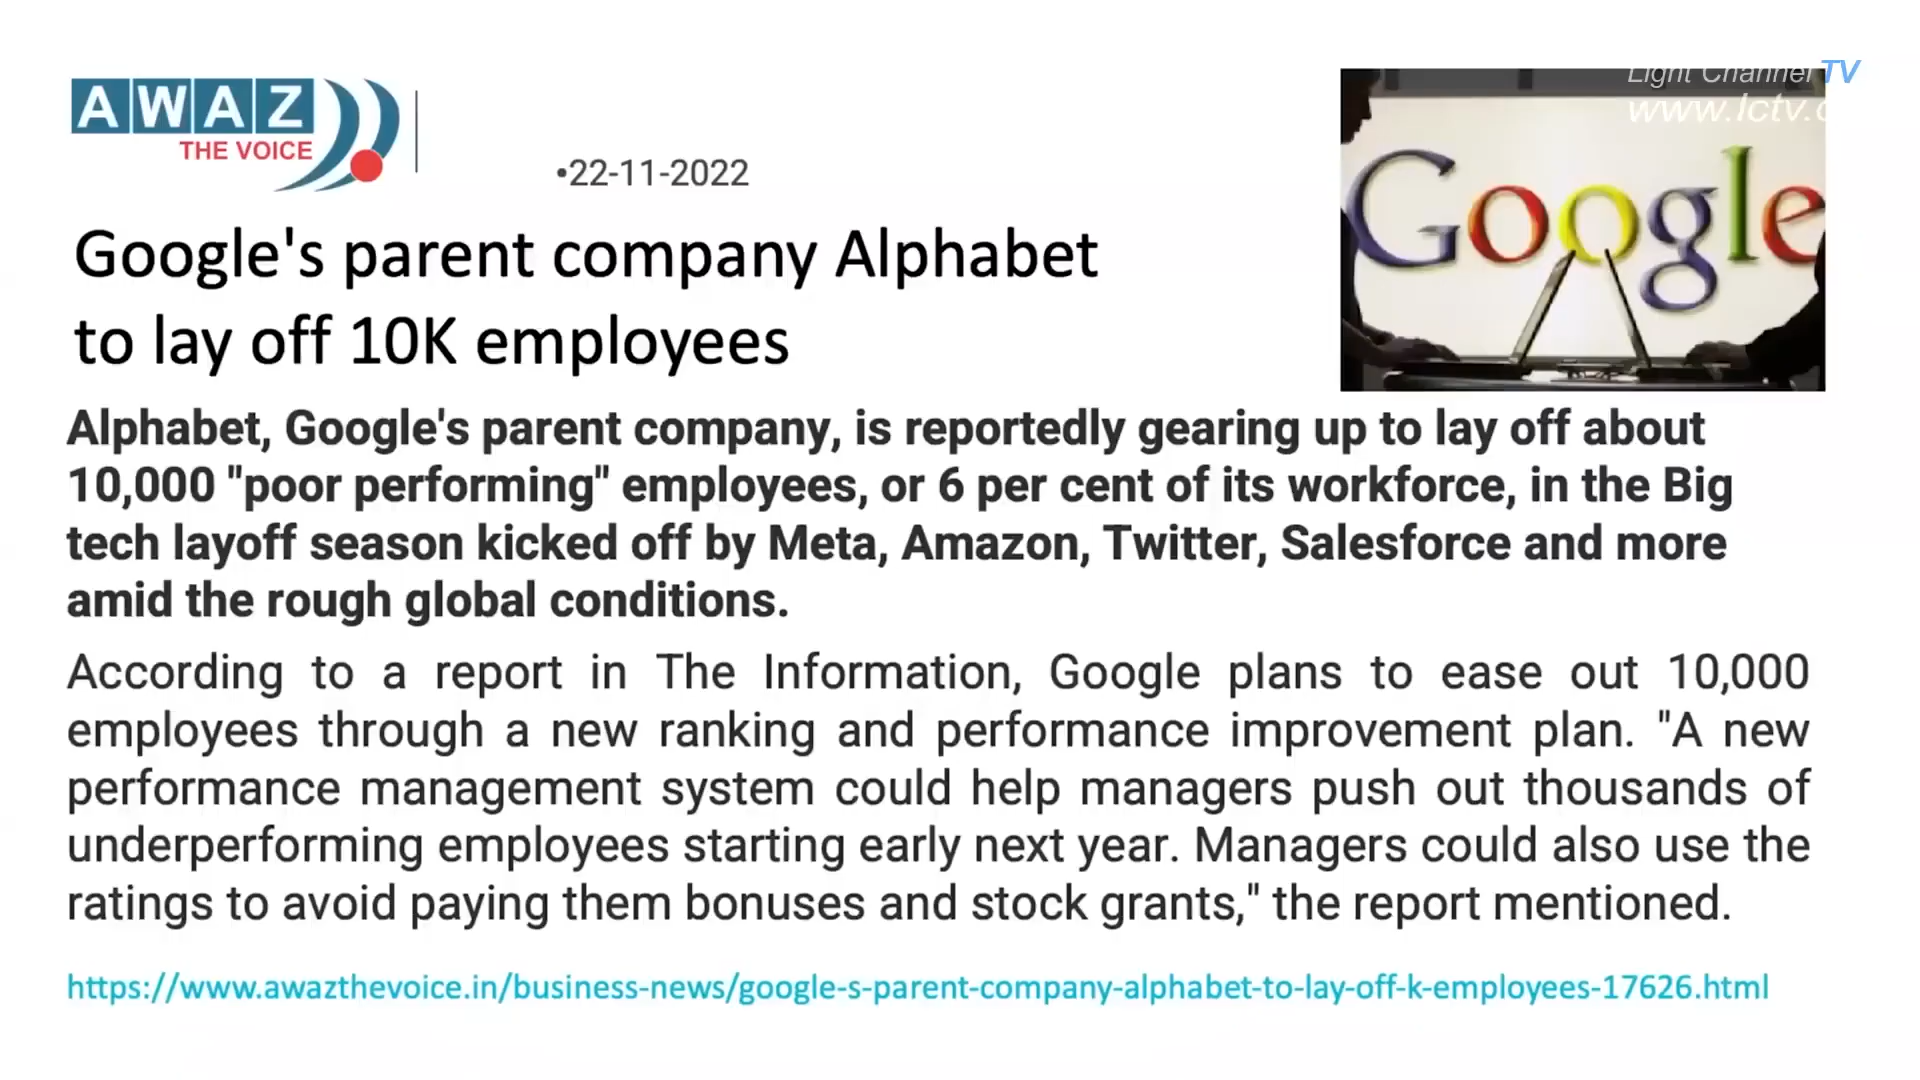 AWAZ
THE VOICE
•22-11-2022
Light Channel TV
www.lctv.
Google
Google's parent company Alphabet
to lay off 10K employees
Alphabet, Google's parent company, is reportedly gearing up to lay off about
10,000 "poor performing" employees, or 6 per cent of its workforce, in the Big
tech layoff season kicked off by Meta, Amazon, Twitter, Salesforce and more
amid the rough global conditions.
According to a report in The Information, Google plans to ease out 10,000
employees through a new ranking and performance improvement plan. "A new
performance management system could help managers push out thousands of
underperforming employees starting early next year. Managers could also use the
ratings to avoid paying them bonuses and stock grants," the report mentioned.
https://www.awazthevoice.in/business-news/google-s-parent-company-alphabet-to-lay-off-k-employees-17626.html